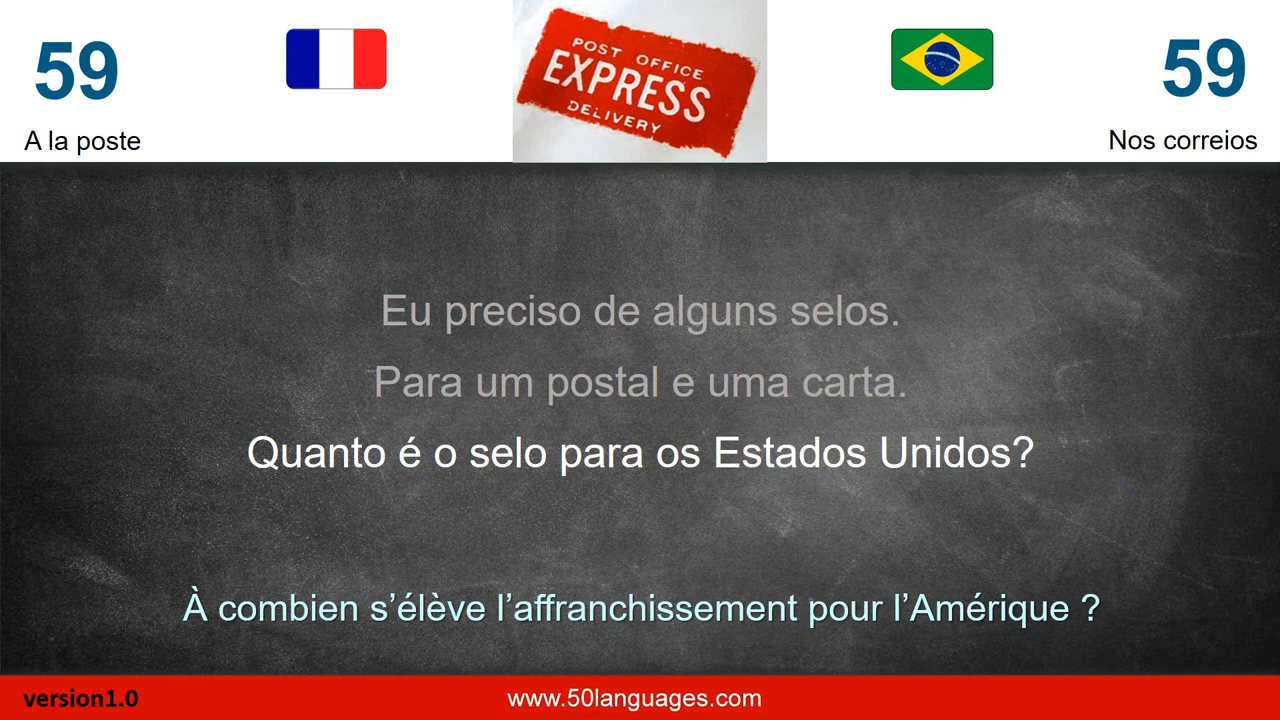 59
A la poste
POST OFFICE
EXPRESS
DELIVERY
59
Nos correios
Eu preciso de alguns selos.
Para um postal e uma carta.
Quanto é o selo para os Estados Unidos?
À combien s’élève l’affranchissement pour l’Amérique ?
version1.0
www.50languages.com